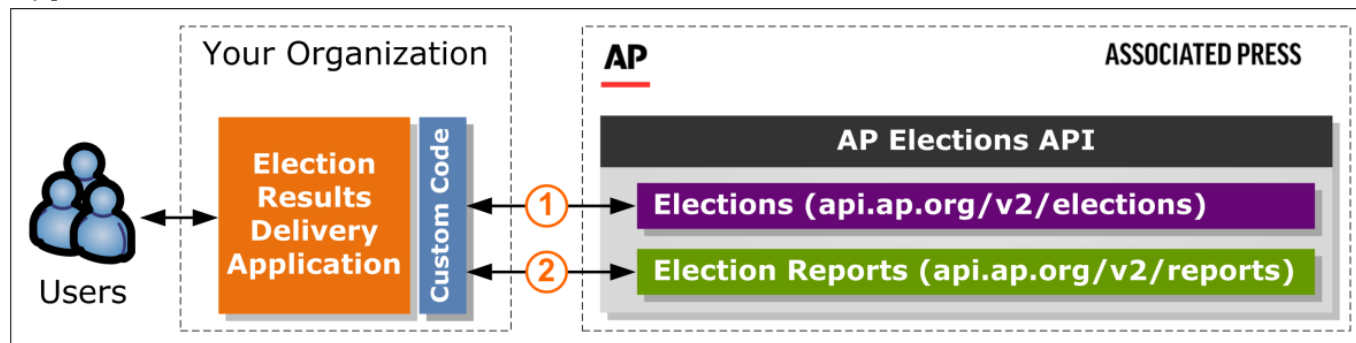 Your Organization
Users
Election
Results
Delivery
Application
Custom Code
1
2
AP
ASSOCIATED PRESS
AP Elections API
Elections (api.ap.org/v2/elections)
Election Reports (api.ap.org/v2/reports)